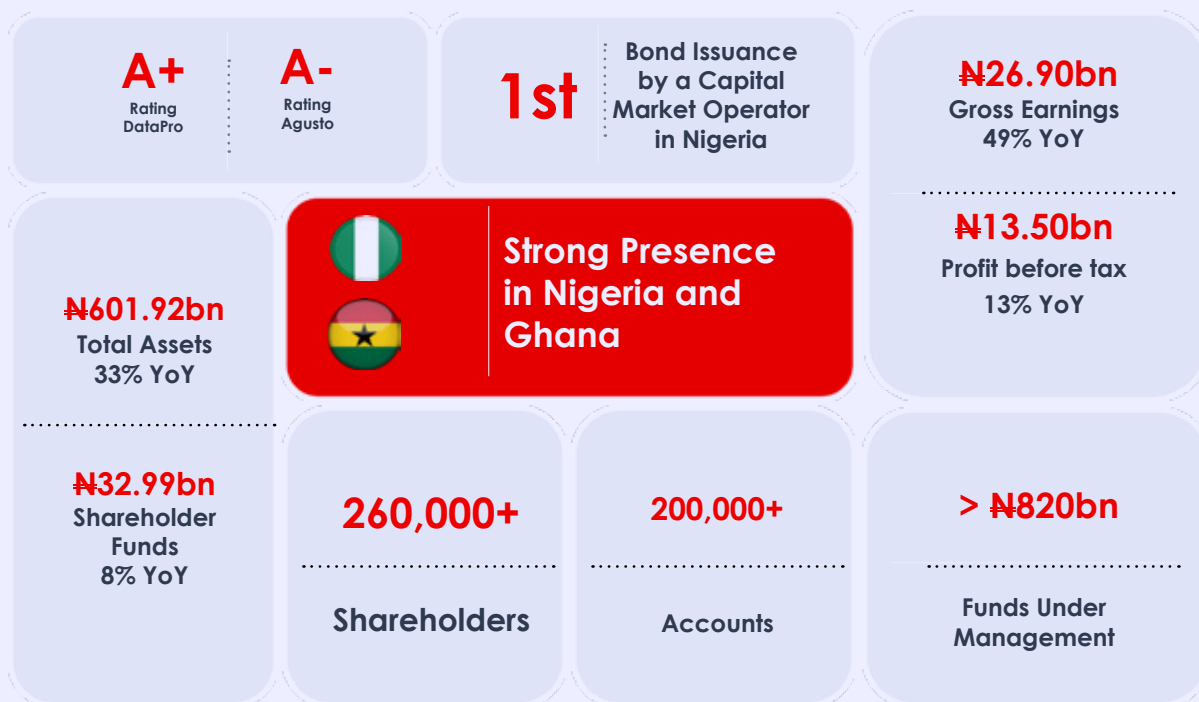 A+
Rating
DataPro
A-
Rating
Agusto
1st
Bond Issuance
by a Capital
Market Operator
in Nigeria
₦26.90bn
Gross Earnings
49% YoY
₦13.50bn
Profit before tax
13% YoY
₦601.92bn
Total Assets
33% YoY
₦32.99bn
Shareholder
Funds
8% YoY
Strong Presence
in Nigeria and
Ghana
260,000+
Shareholders
200,000+
Accounts
> ₦820bn
Funds Under
Management